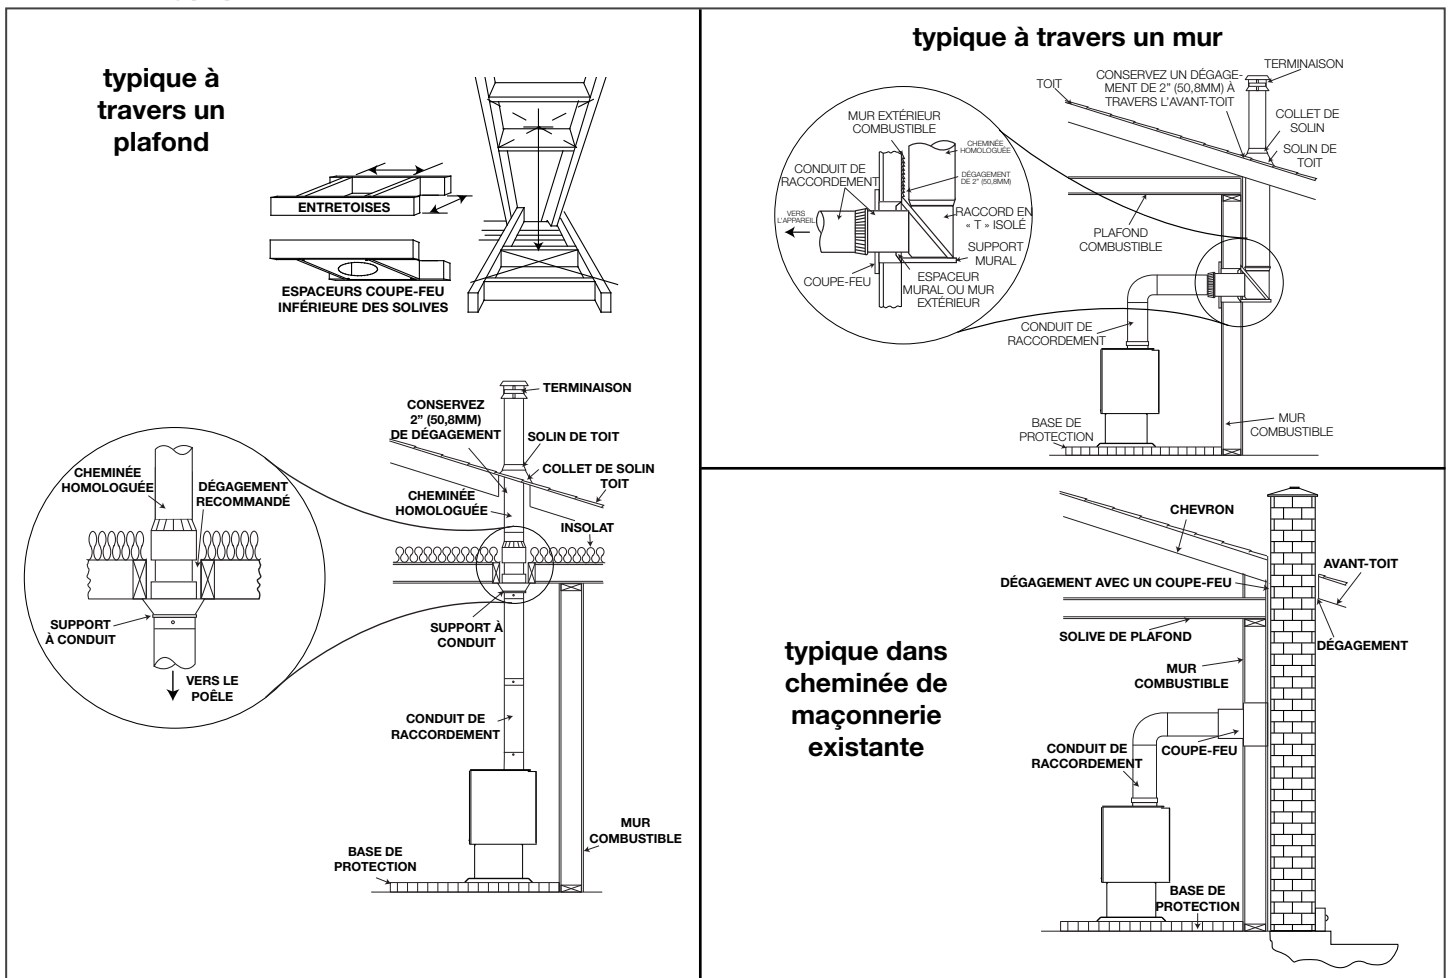 typique à
travers un
plafond
ENTRETOISES
ESPACEURS COUPE-FEU
INFÉRIEURE DES SOLIVES
TERMINAISON
CONSERVEZ
2" (50,8MM)
DE DÉGAGEMENT
SOLIN DE TOIT
COLLET DE SOLIN
TOIT
CHEMINÉE
HOMOLOGUÉE
INSOLAT
CHEMINÉE
HOMOLOGUÉE
DÉGAGEMENT
RECOMMANDÉ
SUPPORT
À CONDUIT
VERS LE
POÊLE
SUPPORT À
CONDUIT
CONDUIT DE
RACCORDEMENT
MUR
COMBUSTIBLE
BASE DE
PROTECTION
typique à travers un mur
TOIT
CONSERVEZ UN DÉGAGE-
MENT DE 2" (50,8MM) À
TRAVERS L'AVANT-TOIT
TERMINAISON
COLLET DE
SOLIN
SOLIN DE
TOIT
MUR EXTÉRIEUR
COMBUSTIBLE
CHEMINÉE
HOMOLOGUÉE
CONDUIT DE
RACCORDEMENT
DÉGAGEMENT
DE 2" (50,8MM)
VERS
L'APPAREIL
RACCORD EN
« T » ISOLÉ
SUPPORT
MURAL
COUPE-FEU
ESPACEUR
MURAL OU MUR
EXTÉRIEUR
PLAFOND
COMBUSTIBLE
CONDUIT DE
RACCORDEMENT
BASE DE
PROTECTION
MUR
COMBUSTIBLE
typique dans
cheminée de
maçonnerie
existante
CHEVRON
AVANT-TOIT
DÉGAGEMENT AVEC UN COUPE-FEU
SOLIVE DE PLAFOND
DÉGAGEMENT
MUR
COMBUSTIBLE
CONDUIT DE
RACCORDEMENT
COUPE-FEU
BASE DE
PROTECTION